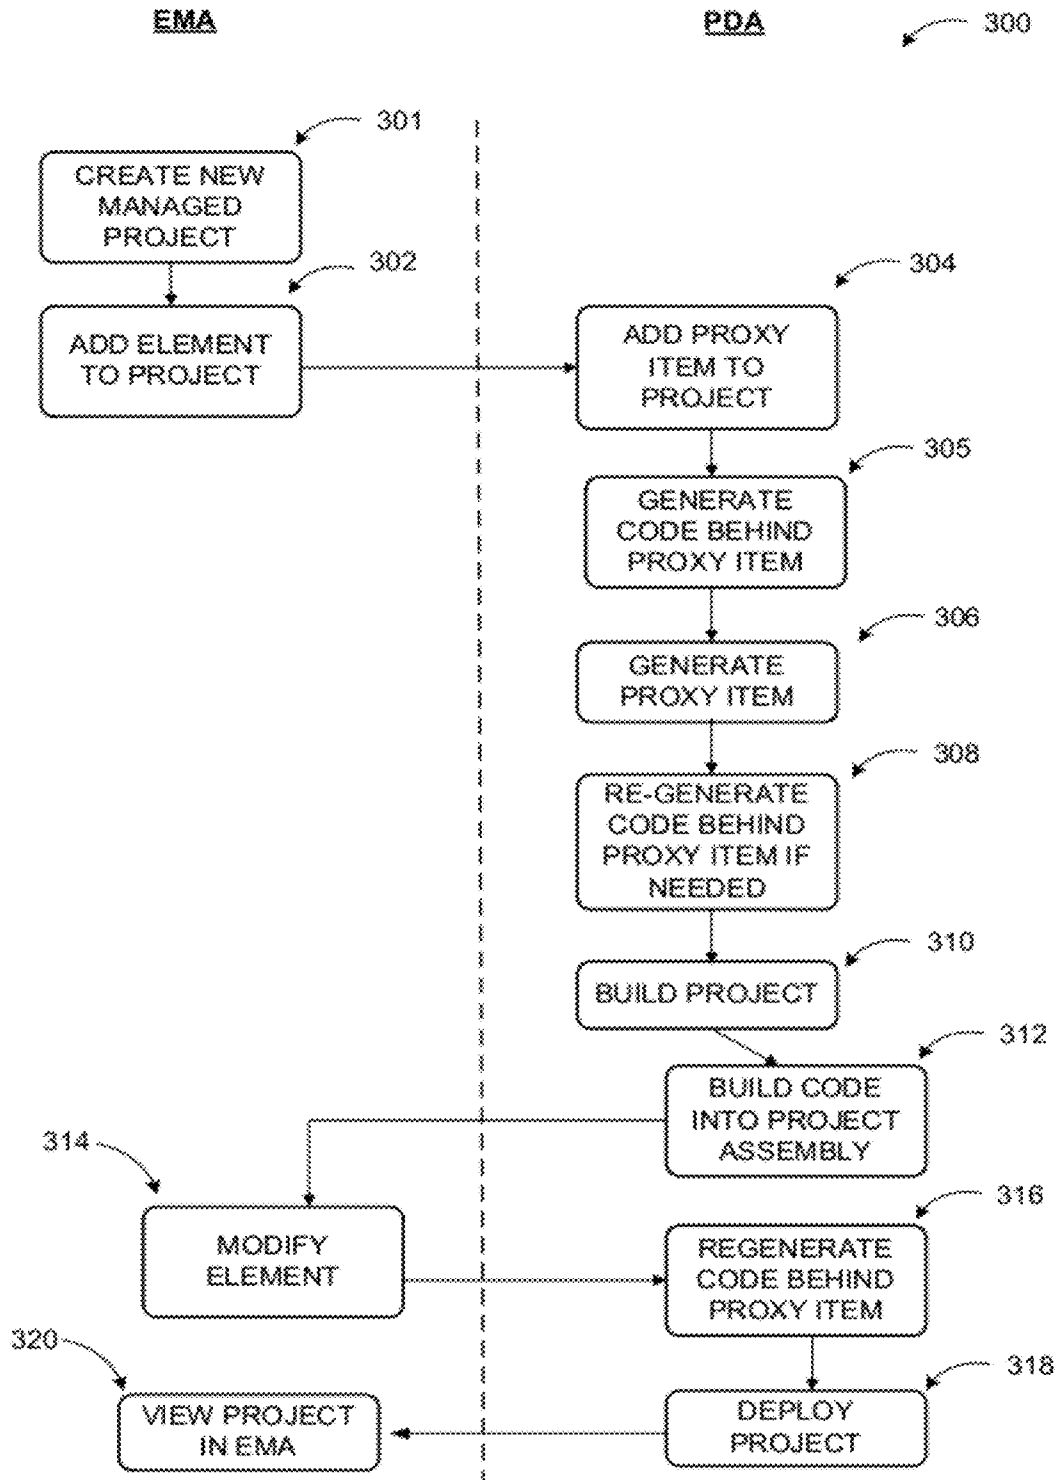 EMA
PDA
300
301
CREATE NEW
MANAGED
PROJECT
302
ADD ELEMENT
TO PROJECT
304
ADD PROXY
ITEM TO
PROJECT
305
GENERATE
CODE BEHIND
PROXY ITEM
306
GENERATE
PROXY ITEM
308
RE-GENERATE
CODE BEHIND
PROXY ITEM IF
NEEDED
310
BUILD PROJECT
312
BUILD CODE
INTO PROJECT
ASSEMBLY
314
MODIFY
ELEMENT
316
REGENERATE
CODE BEHIND
PROXY ITEM
318
DEPLOY
PROJECT
320
VIEW PROJECT
IN EMA